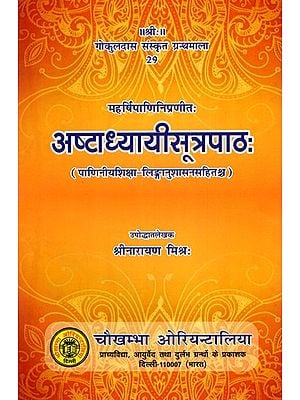 ॥श्रीः॥
गोकुलदास संस्कृत ग्रन्थमाला
29
महर्षिपाणिनिप्रणीतः
अष्टाध्यायीसूत्रपाठः
(पाणिनीयशिक्षा-लिङ्गानुशासनसहितश्च)
उपोद्घातलेखक
श्रीनारायण मिश्रः
चौखम्भा ओरियन्टालिया
प्राच्यविद्या, आयुर्वेद तथा दुर्लभ ग्रन्थों के प्रकाशक
दिल्ली-110007 (भारत)